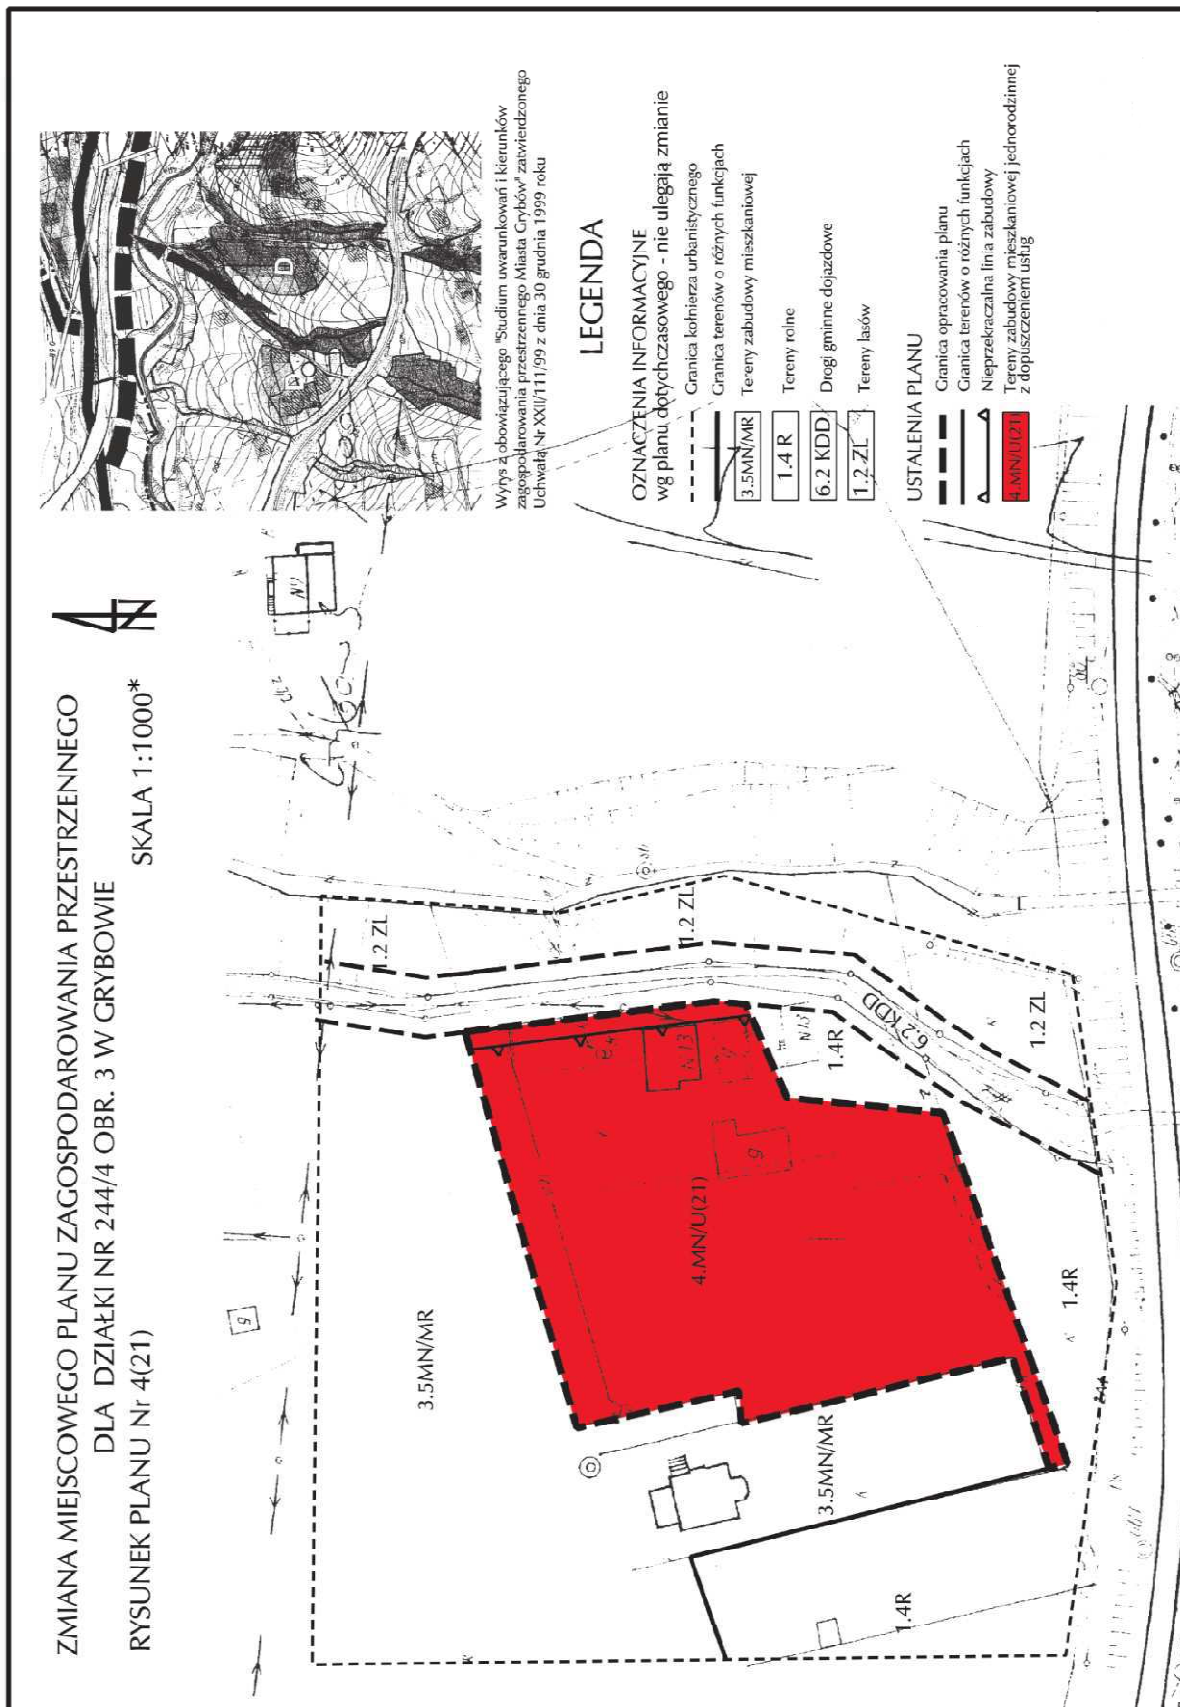 ZMIANA MIEJSCOWEGO PLANU ZAGOSPODAROWANIA PRZESTRZENNEGO
DLA DZIAŁKI NR 244/4 OBR. 3 W GRYBOWIE
RYSUNEK PLANU Nr 4(21)
SKALA 1:1000*
Wyrys z obowiązującego "Studium uwarunkowań i kierunków
zagospodarowania przestrzennego Miasta Grybów" zatwierdzonego
Uchwałą Nr XXII/111/99 z dnia 30 grudnia 1999 roku
LEGENDA
OZNACZENIA INFORMACYJNE
wg planu dotychczasowego - nie ulegają zmianie
Granica kołnierza urbanistycznego
Granica terenów o różnych funkcjach
3.5MN/MR Tereny zabudowy mieszkaniowej
1.4 R Tereny rolne
6.2 KDD Drogi gminne dojazdowe
1.2 ZL Tereny lasów
USTALENIA PLANU
Granica opracowania planu
Granica terenów o różnych funkcjach
Nieprzekraczalna linia zabudowy
4.MN/U(21) Tereny zabudowy mieszkaniowej jednorodzinnej
z dopuszczeniem usług
D
1.2 ZL
1.2 ZL
1.2 ZL
6.2 KDD
1.4R
3.5MN/MR
4.MN/U(21)
3.5MN/MR
1.4R
1.4R